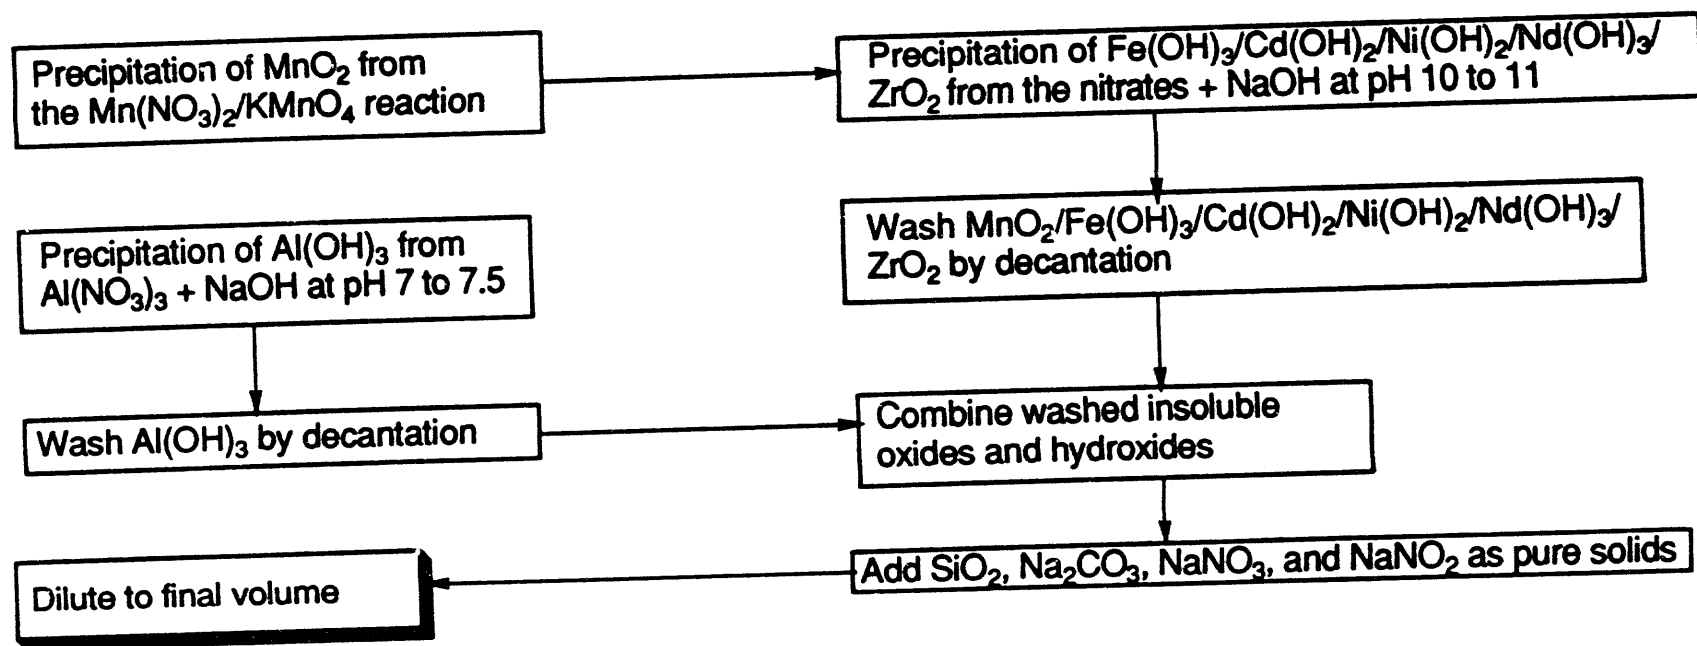 Precipitation of MnO₂ from
the Mn(NO₃)₂/KMnO₄ reaction
Precipitation of Fe(OH)₃/Cd(OH)₂/Ni(OH)₂/Nd(OH)₃/
ZrO₂ from the nitrates + NaOH at pH 10 to 11
Precipitation of Al(OH)₃ from
Al(NO₃)₃ + NaOH at pH 7 to 7.5
Wash MnO₂/Fe(OH)₃/Cd(OH)₂/Ni(OH)₂/Nd(OH)₃/
ZrO₂ by decantation
Wash Al(OH)₃ by decantation
Combine washed insoluble
oxides and hydroxides
Add SiO₂, Na₂CO₃, NaNO₃, and NaNO₂ as pure solids
Dilute to final volume